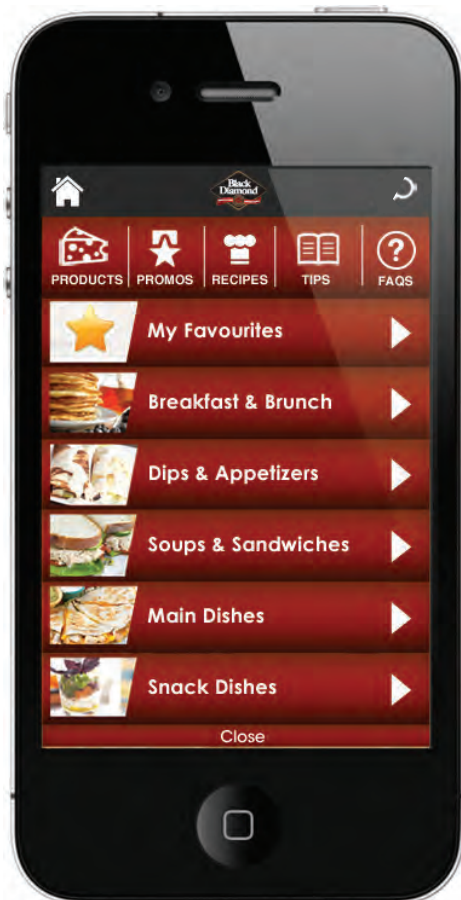 Black
Diamond
PRODUCTS PROMOS RECIPES TIPS FAQS
My Favourites
Breakfast & Brunch
Dips & Appetizers
Soups & Sandwiches
Main Dishes
Snack Dishes
Close